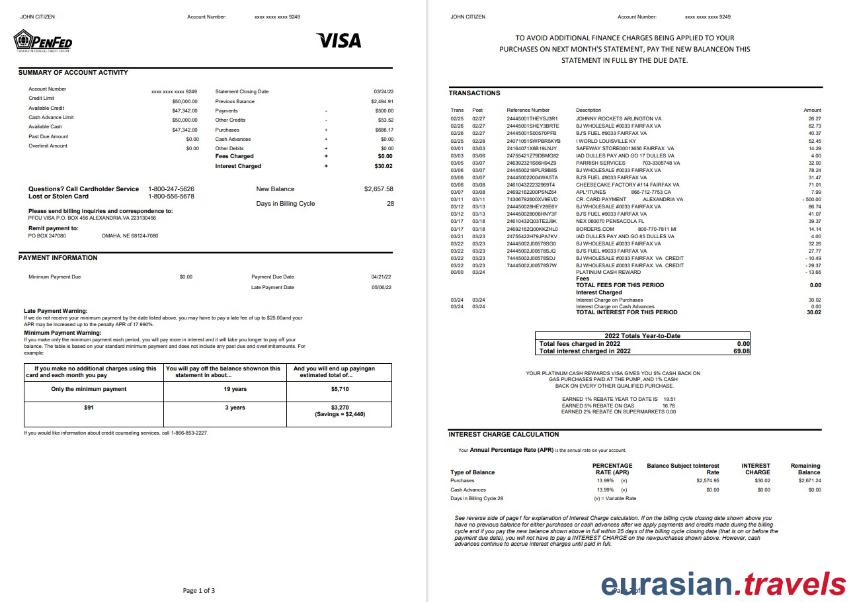 JOHN CITIZEN Account Number: xxxx xxxx xxxx 9249
PENFED
VISA
SUMMARY OF ACCOUNT ACTIVITY
Account Number xxxx xxxx xxxx 9249
Credit Limit $50,000.00
Available Credit $47,342.00
Cash Advance Limit $50,000.00
Available Cash $47,342.00
Past Due Amount $0.00
Overlimit Amount $0.00
Statement Closing Date 03/24/22
Previous Balance $2,494.91
Payments - $500.00
Other Credits - $53.52
Purchases + $686.17
Cash Advances + $0.00
Other Debits + $0.00
Fees Charged + $0.00
Interest Charged + $30.02
Questions? Call Cardholder Service 1-800-247-5626
Lost or Stolen Card 1-800-556-5678
New Balance $2,657.58
Days in Billing Cycle 28
Please send billing inquiries and correspondence to:
PFCU VISA P.O. BOX 456 ALEXANDRIA VA
Remit payment to:
PO BOX 247080 OMAHA, NE 68124-7080
PAYMENT INFORMATION
Minimum Payment Due $0.00
Payment Due Date 04/21/22
Late Payment Date 05/06/22
Late Payment Warning:
If we do not receive your minimum payment by the date listed above, you may have to pay a late fee of up to $25.00and your
APR may be increased up to the penalty APR of 17.990%.
Minimum Payment Warning:
If you make only the minimum payment each period, you will pay more in interest and it will take you longer to pay off your
balance. The table is based on your standard minimum payment and does not include any past due and overlimitamounts. For
example:
If you make no additional charges using this card and each month you pay
You will pay off the balance shownon this statement in about...
And you will end up payingan estimated total of...
Only the minimum payment 19 years $5,710
$91 3 years $3,270
(Savings = $2,440)
If you would like information about credit counseling services, call 1-866-853-2227.
Page 1 of 3
JOHN CITIZEN Account Number: xxxx xxxx xxxx 9249
TO AVOID ADDITIONAL FINANCE CHARGES BEING APPLIED TO YOUR
PURCHASES ON NEXT MONTH'S STATEMENT, PAY THE NEW BALANCEON THIS
STATEMENT IN FULL BY THE DUE DATE.
TRANSACTIONS
Trans Post Reference Number Description Amount
02/25 02/27 JOHNNY ROCKETS ARLINGTON VA 26.27
02/26 02/27 BJ WHOLESALE #0033 FAIRFAX VA 62.73
02/26 02/27 BJ'S FUEL #9033 FAIRFAX VA 40.37
02/25 02/28 I WORLD LOUISVILLE KY 52.45
03/01 03/03 SAFEWAY STORE FAIRFAX VA 14.29
03/03 03/06 IAD DULLES PAY AND GO 17 DULLES VA 4.00
03/05 03/07 PARRISH SERVICES 703-3305748 VA 32.00
03/06 03/07 BJ WHOLESALE #0033 FAIRFAX VA 78.24
03/06 03/07 BJ'S FUEL #9033 FAIRFAX VA 31.47
03/06 03/08 CHEESECAKE FACTORY #114 FAIRFAX VA 71.01
03/07 03/08 APL*ITUNES 866-712-7753 CA 7.99
03/11 03/11 CR. CARD PAYMENT ALEXANDRIA VA - 500.00
03/12 03/13 BJ WHOLESALE #0033 FAIRFAX VA 86.74
03/12 03/13 BJ'S FUEL #9033 FAIRFAX VA 41.07
03/17 03/18 NEX PENSACOLA FL 39.37
03/17 03/18 BORDERS.COM 800-770-7811 MI 14.14
03/21 03/23 IAD DULLES PAY AND GO DULLES VA 4.00
03/22 03/23 BJ WHOLESALE #0033 FAIRFAX VA 32.25
03/22 03/23 BJ'S FUEL #9033 FAIRFAX VA 27.77
03/22 03/23 BJ WHOLESALE #0033 FAIRFAX VA CREDIT - 10.49
03/22 03/23 BJ WHOLESALE #0033 FAIRFAX VA CREDIT - 29.37
00/00 03/24 PLATINUM CASH REWARD - 13.66
Fees
TOTAL FEES FOR THIS PERIOD 0.00
Interest Charged
03/24 03/24 Interest Charge on Purchases 30.02
03/24 03/24 Interest Charge on Cash Advances 0.00
TOTAL INTEREST FOR THIS PERIOD 30.02
2022 Totals Year-to-Date
Total fees charged in 2022 0.00
Total interest charged in 2022 69.06
YOUR PLATINUM CASH REWARDS VISA GIVES YOU 5% CASH BACK ON
GAS PURCHASES PAID AT THE PUMP, AND 1% CASH
BACK ON EVERY OTHER QUALIFIED PURCHASE.
EARNED 1% REBATE YEAR TO DATE IS 19.51
EARNED 5% REBATE ON GAS 16.78
EARNED 2% REBATE ON SUPERMARKETS 0.00
INTEREST CHARGE CALCULATION
Your Annual Percentage Rate (APR) is the annual rate on your account.
Type of Balance PERCENTAGE RATE (APR) Balance Subject toInterest Rate INTEREST CHARGE Remaining Balance
Purchases 13.99% (v) $2,574.65 $30.02 $2,671.24
Cash Advances 13.99% (v) $0.00 $0.00 $0.00
Days in Billing Cycle 28 (v) = Variable Rate
See reverse side of page1 for explanation of Interest Charge calculation. If on the billing cycle closing date shown above you
have no previous balance for either purchases or cash advances after we apply payments and credits made during the billing
cycle and if you pay the new balance shown above in full within 25 days of the billing cycle closing date (that is on or before the
payment due date), you will not have to pay a INTEREST CHARGE on the newpurchases shown above. However, cash
advances continue to accrue interest until paid in full.
eurasian.travels